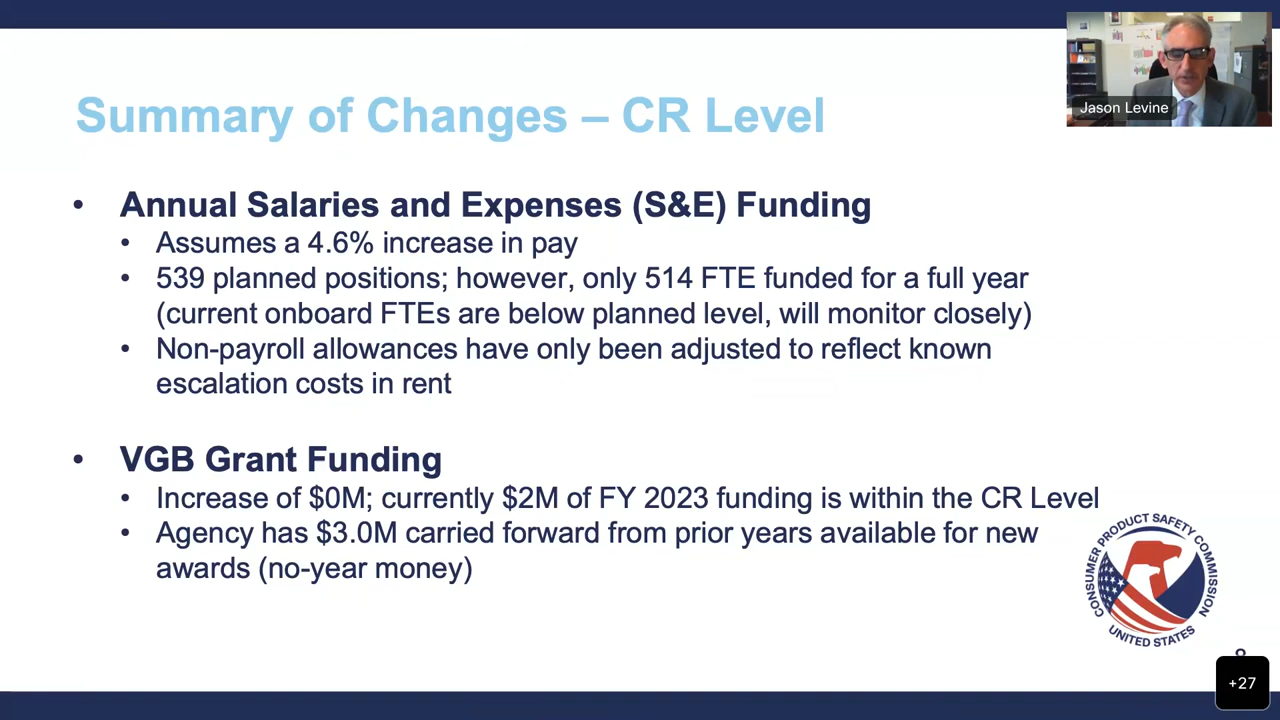 Summary of Changes – CR Level
Jason Levine
• Annual Salaries and Expenses (S&E) Funding
• Assumes a 4.6% increase in pay
• 539 planned positions; however, only 514 FTE funded for a full year
(current onboard FTEs are below planned level, will monitor closely)
• Non-payroll allowances have only been adjusted to reflect known
escalation costs in rent
• VGB Grant Funding
• Increase of $0M; currently $2M of FY 2023 funding is within the CR Level
• Agency has $3.0M carried forward from prior years available for new
awards (no-year money)
CONSUMER PRODUCT SAFETY COMMISSION
UNITED STATES
+27